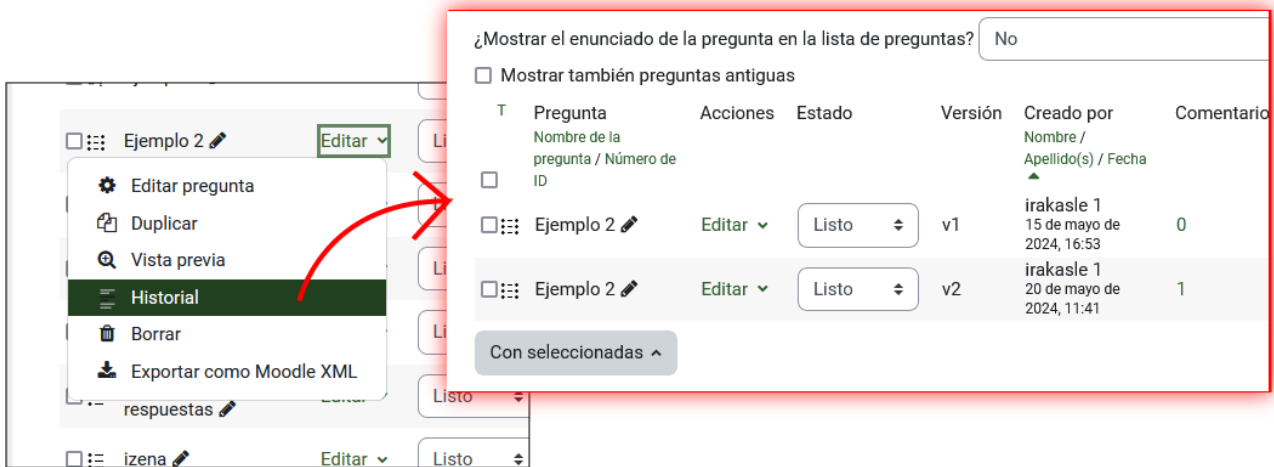 ¿Mostrar el enunciado de la pregunta en la lista de preguntas? No
Mostrar también preguntas antiguas
T Pregunta Acciones Estado Versión Creado por Comentario
Nombre de la
pregunta / Número de
ID
Nombre /
Apellido(s) / Fecha
Ejemplo 2 Editar Listo v1 irakasle 1
15 de mayo de
2024, 16:53
0
Ejemplo 2 Editar Listo v2 irakasle 1
20 de mayo de
2024, 11:41
1
Con seleccionadas
Ejemplo 2 Editar
Editar pregunta
Duplicar
Vista previa
Historial
Borrar
Exportar como Moodle XML
respuestas Editar Listo
izena Editar Listo